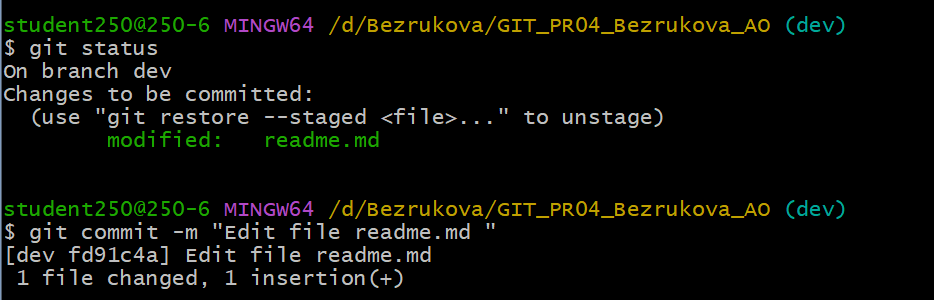 student250@250-6 MINGW64 /d/Bezrukova/GIT_PR04_Bezrukova_AO (dev)
$ git status
On branch dev
Changes to be committed:
  (use "git restore --staged <file>..." to unstage)
        modified:   readme.md
student250@250-6 MINGW64 /d/Bezrukova/GIT_PR04_Bezrukova_AO (dev)
$ git commit -m "Edit file readme.md "
[dev fd91c4a] Edit file readme.md
 1 file changed, 1 insertion(+)